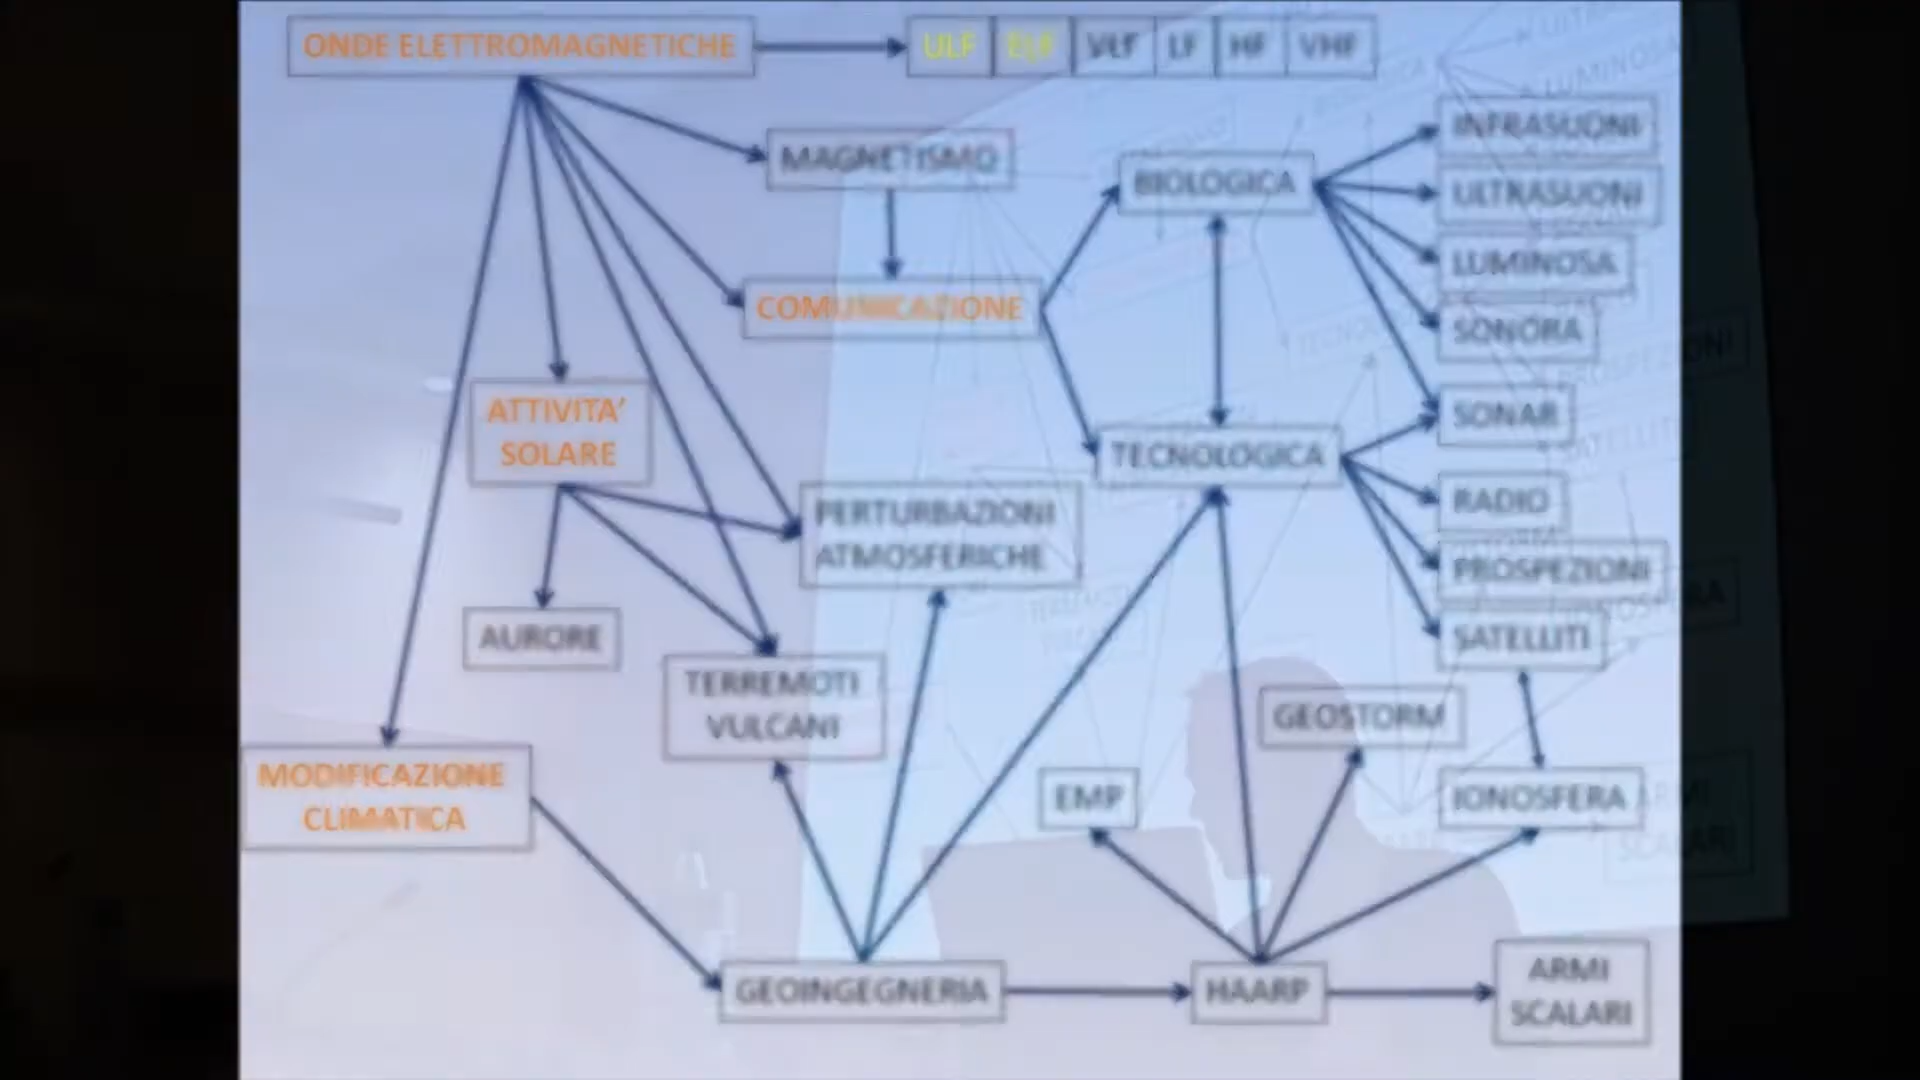 ONDE ELETTROMAGNETICHE
ULF ELF VLF LF HF VHF
MAGNETISMO
COMUNICAZIONE
BIOLOGICA
INFRASUONI
ULTRASUONI
LUMINOSA
SONORA
SONAR
ATTIVITA'
SOLARE
TECNOLOGICA
RADIO
PROSPEZIONI
SATELLITI
PERTURBAZIONI
ATMOSFERICHE
AURORE
TERREMOTI
VULCANI
GEOSTORM
MODIFICAZIONE
CLIMATICA
EMP
IONOSFERA
GEOINGEGNERIA
HAARP
ARMI
SCALARI